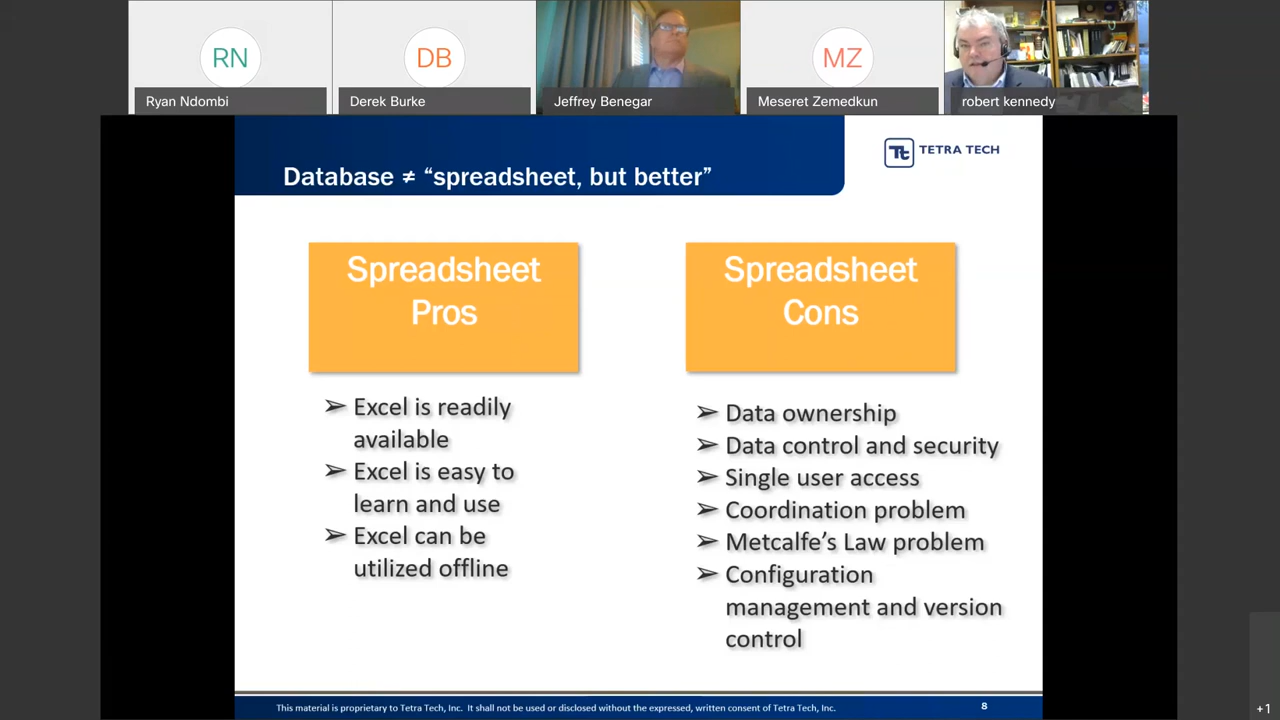 RN
DB
MZ
Ryan Ndombi
Derek Burke
Jeffrey Benegar
Meseret Zemedkun
robert kennedy
Database ≠ “spreadsheet, but better”
Tt TETRA TECH
Spreadsheet
Pros
Spreadsheet
Cons
➢ Excel is readily
available
➢ Excel is easy to
learn and use
➢ Excel can be
utilized offline
➢ Data ownership
➢ Data control and security
➢ Single user access
➢ Coordination problem
➢ Metcalfe’s Law problem
➢ Configuration
management and version
control
This material is proprietary to Tetra Tech, Inc. It shall not be used or disclosed without the expressed, written consent of Tetra Tech, Inc.
8
+1